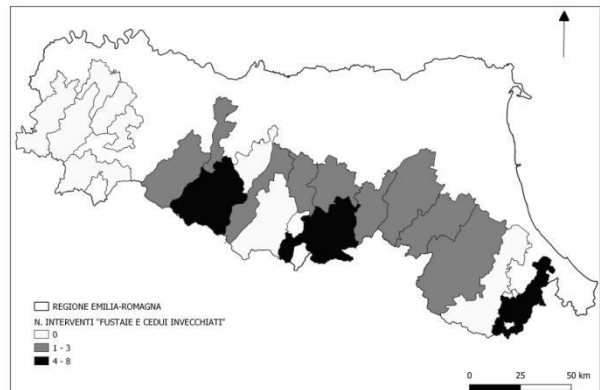 REGIONE EMILIA-ROMAGNA
N. INTERVENTI "FUSTAIE E CEDUI INVECCHIATI"
0
1 - 3
4 - 8
0 25 50 km